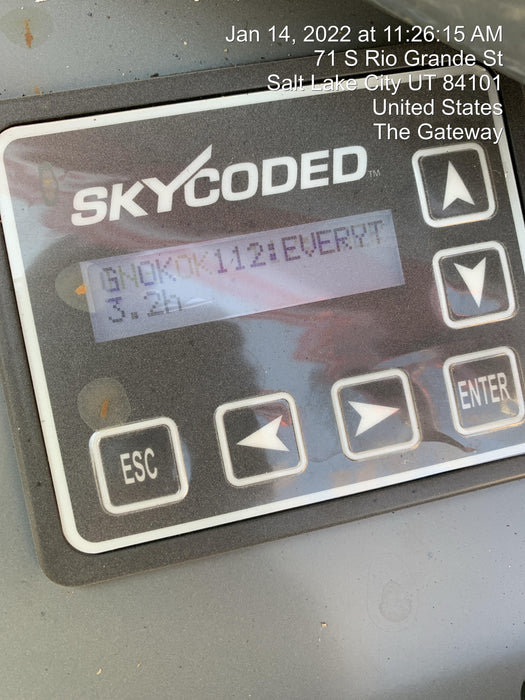 Jan 14, 2022 at 11:26:15 AM
71 S Rio Grande St
Salt Lake City UT 84101
United States
The Gateway
SKYCODED™
GNOKOK112:EVERYT
3.2h
ENTER
ESC